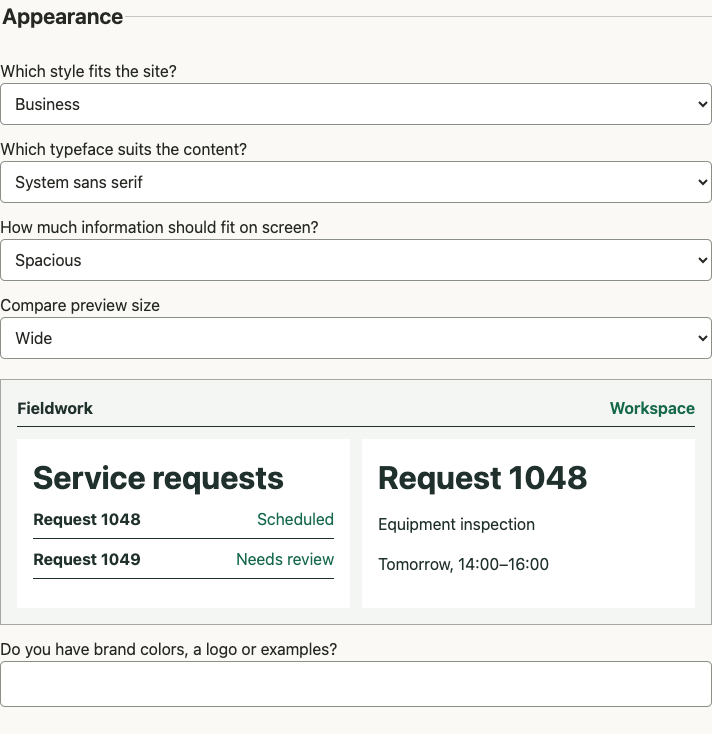 Appearance
Which style fits the site?
Business
Which typeface suits the content?
System sans serif
How much information should fit on screen?
Spacious
Compare preview size
Wide
Fieldwork Workspace
Service requests
Request 1048 Scheduled
Request 1049 Needs review
Request 1048
Equipment inspection
Tomorrow, 14:00–16:00
Do you have brand colors, a logo or examples?